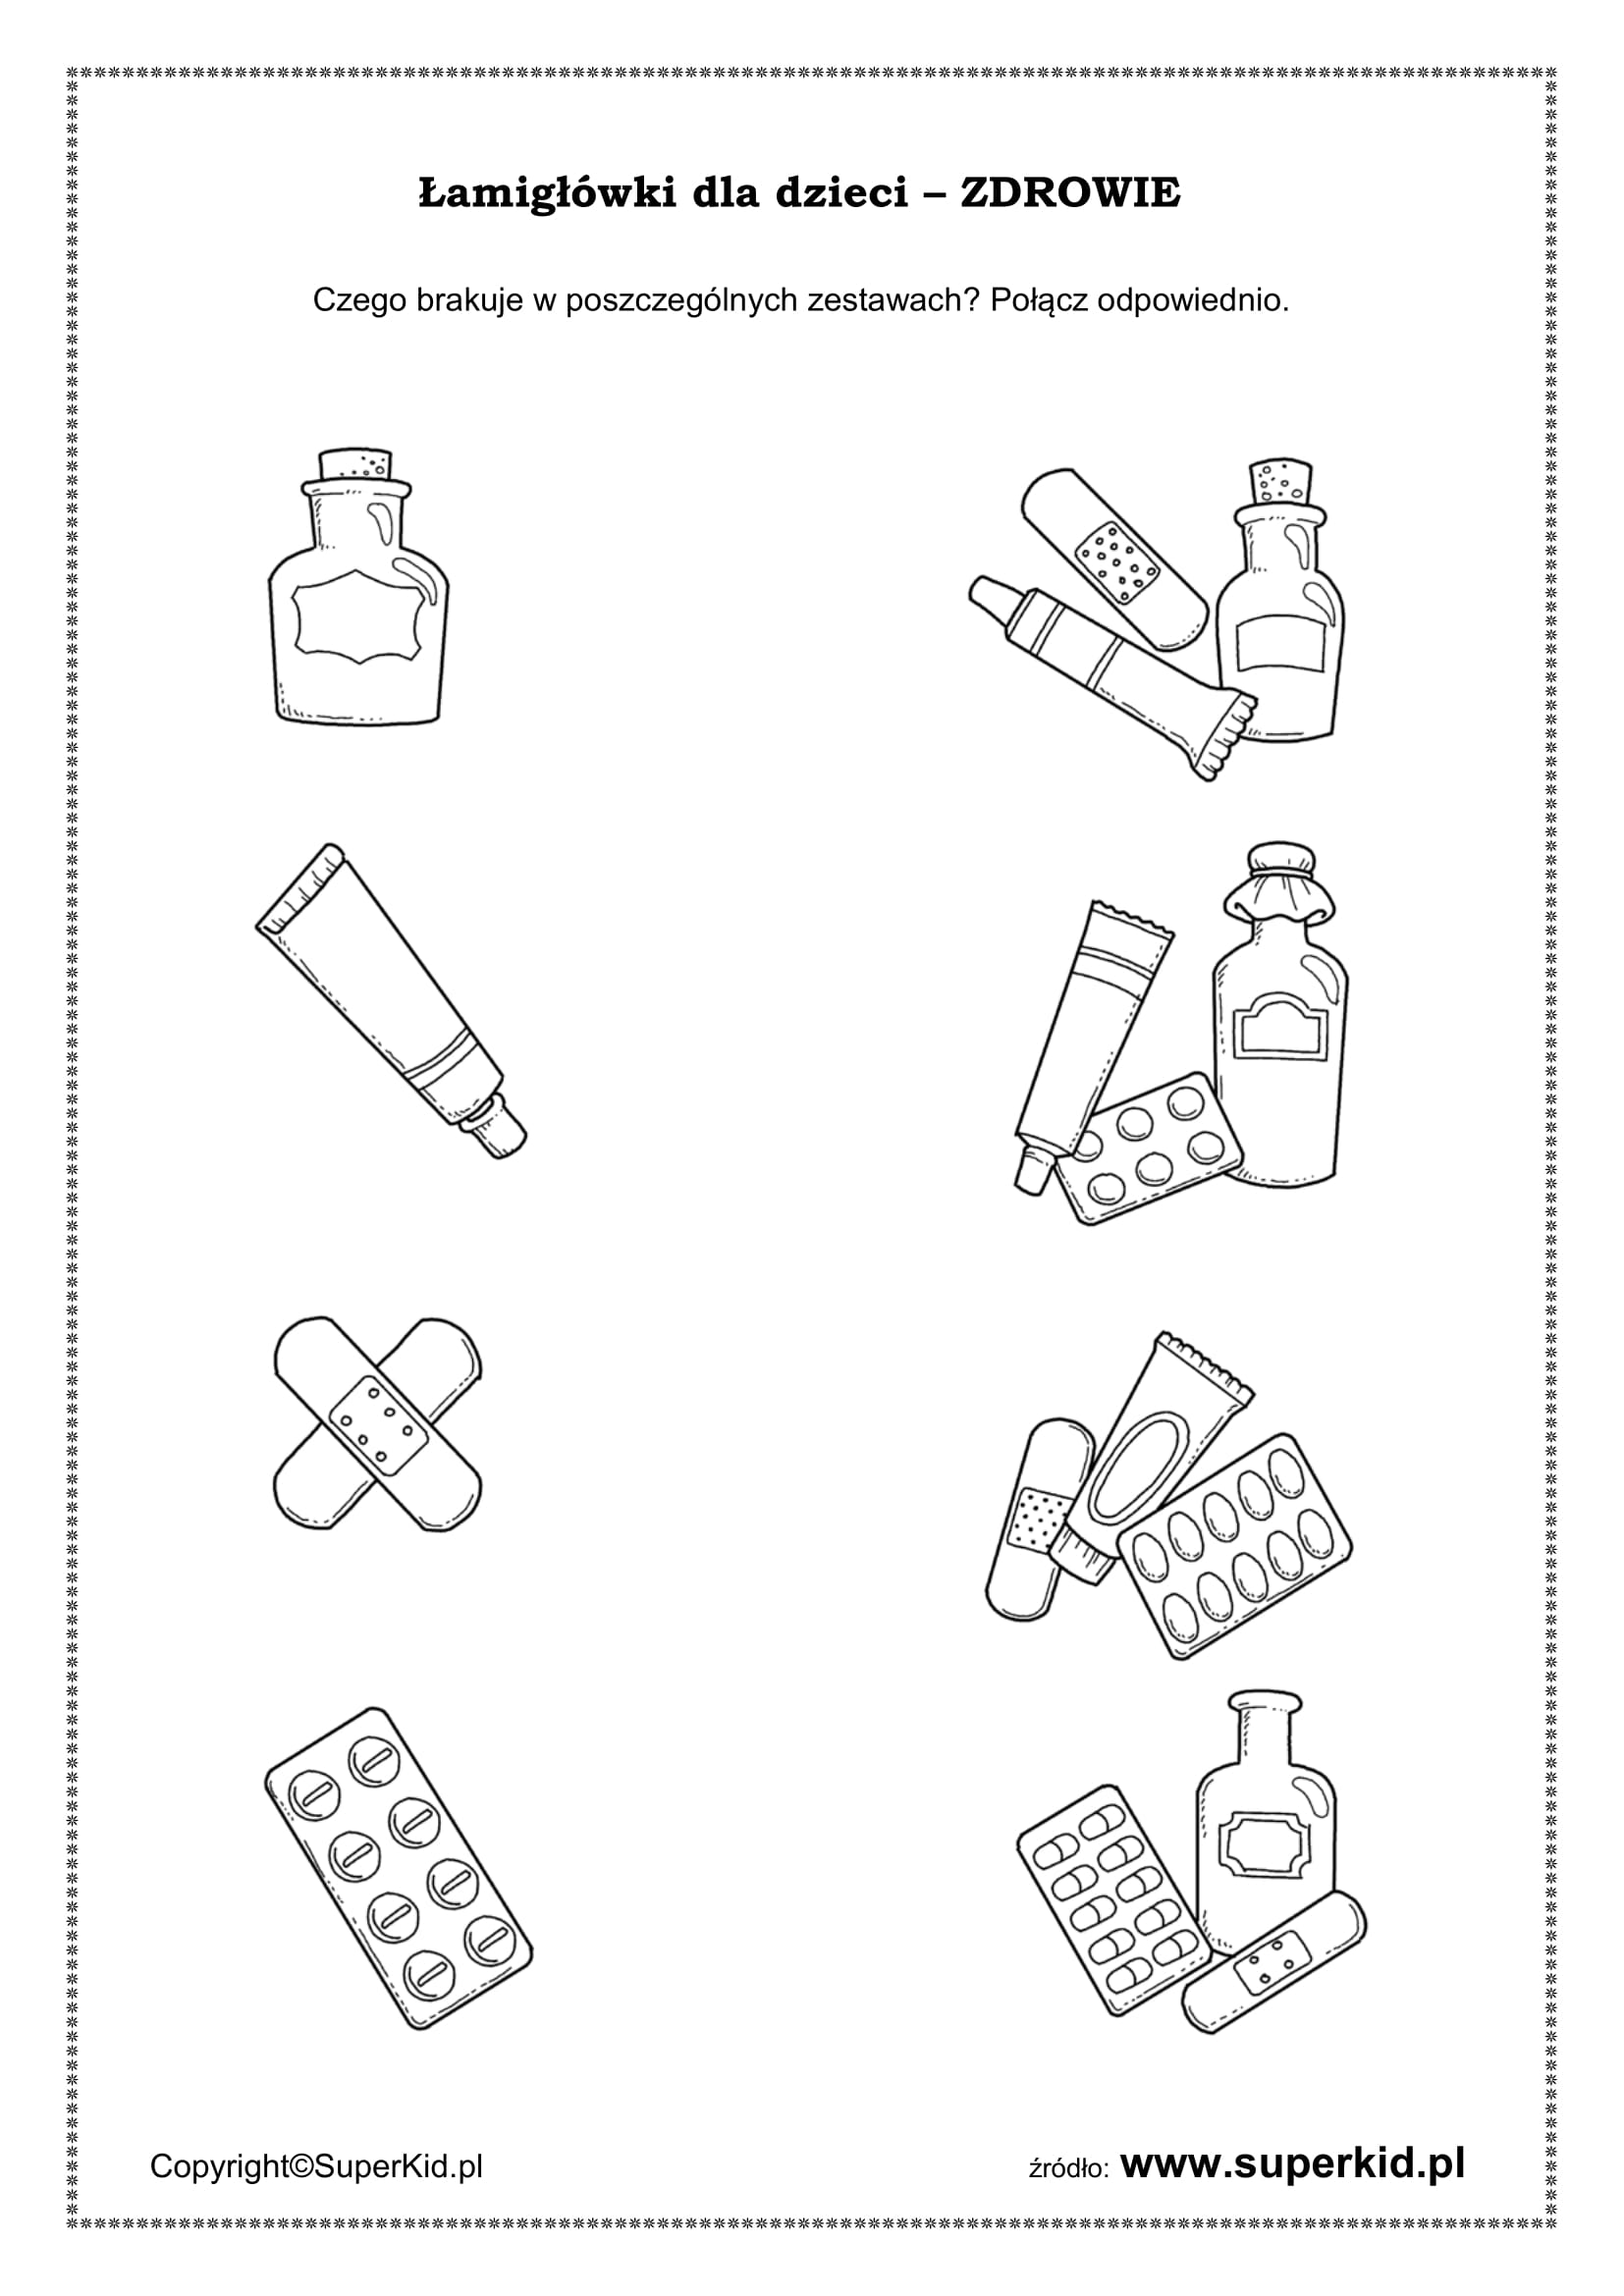 Łamigłówki dla dzieci – ZDROWIE
Czego brakuje w poszczególnych zestawach? Połącz odpowiednio.
Copyright©SuperKid.pl
źródło: www.superkid.pl